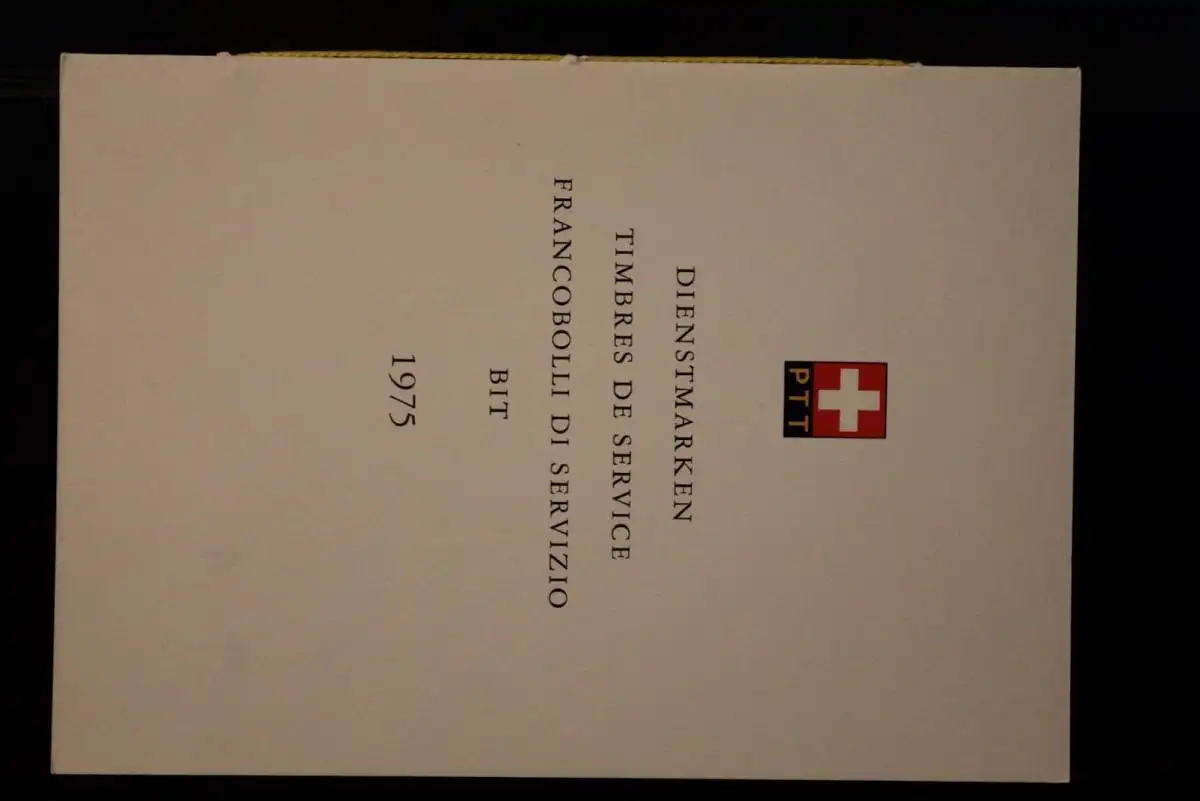 PTT
DIENSTMARKEN
TIMBRES DE SERVICE
FRANCOBOLLI DI SERVIZIO
BIT
1975